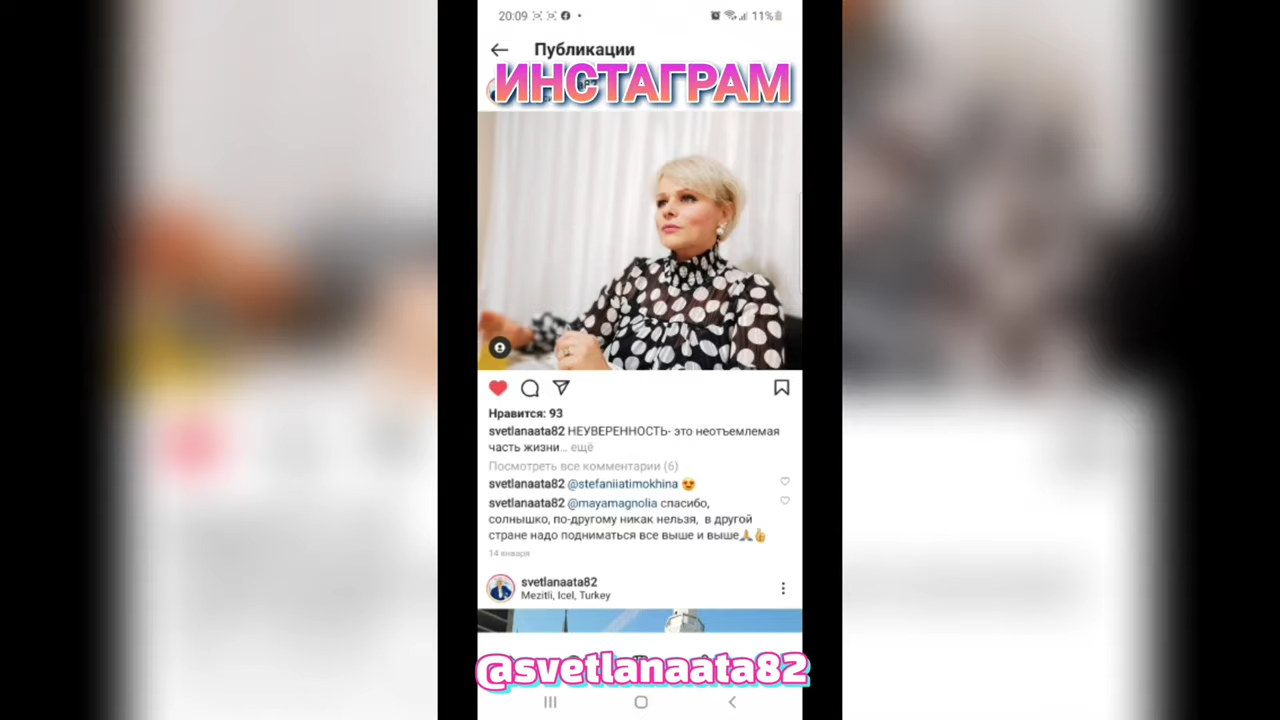 20:09
11%
Публикации
ИНСТАГРАМ
Нравится: 93
svetlanaata82 НЕУВЕРЕННОСТЬ- это неотъемлемая
часть жизни... ещё
Посмотреть все комментарии (6)
svetlanaata82 @stefaniiatimokhina 😍
svetlanaata82 @mayamagnolia спасибо,
солнышко, по-другому никак нельзя, в другой
стране надо подниматься все выше и выше🙏👍
14 января
svetlanaata82
Mezitli, Icel, Turkey
@svetlanaata82